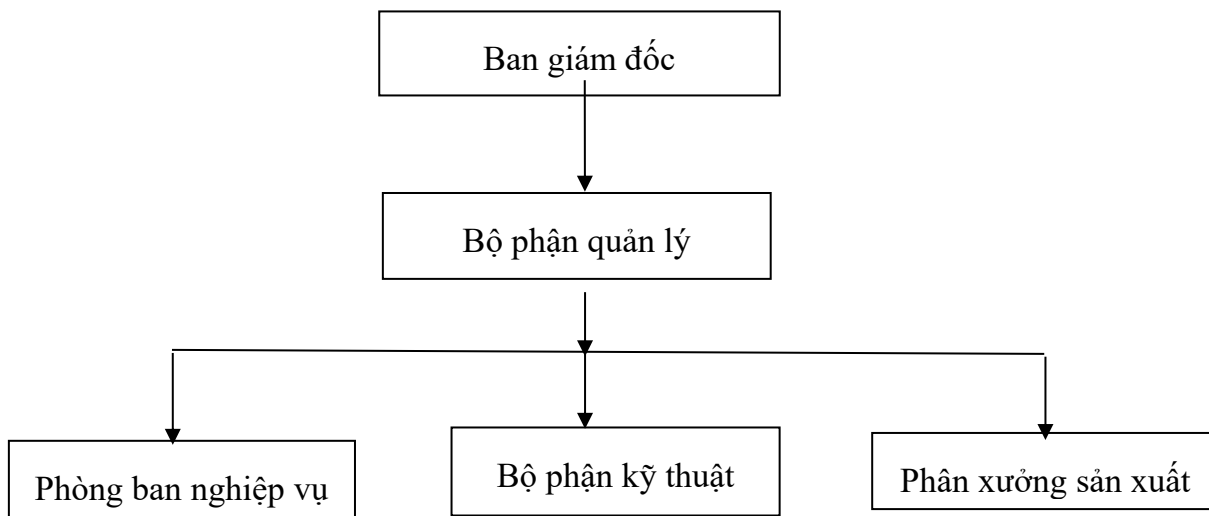 Ban giám đốc
Bộ phận quản lý
Phòng ban nghiệp vụ
Bộ phận kỹ thuật
Phân xưởng sản xuất